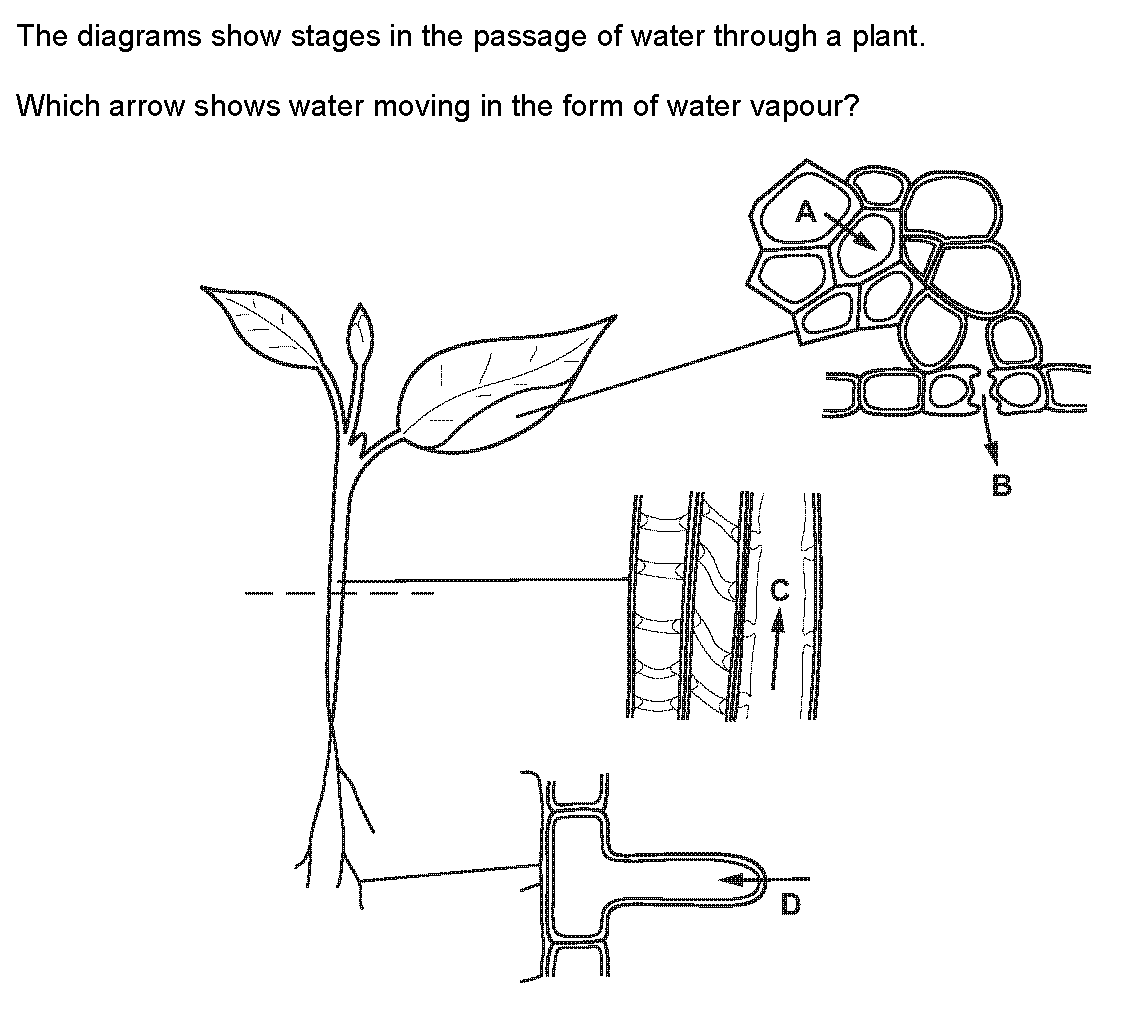 The diagrams show stages in the passage of water through a plant.
Which arrow shows water moving in the form of water vapour?
A
B
C
D